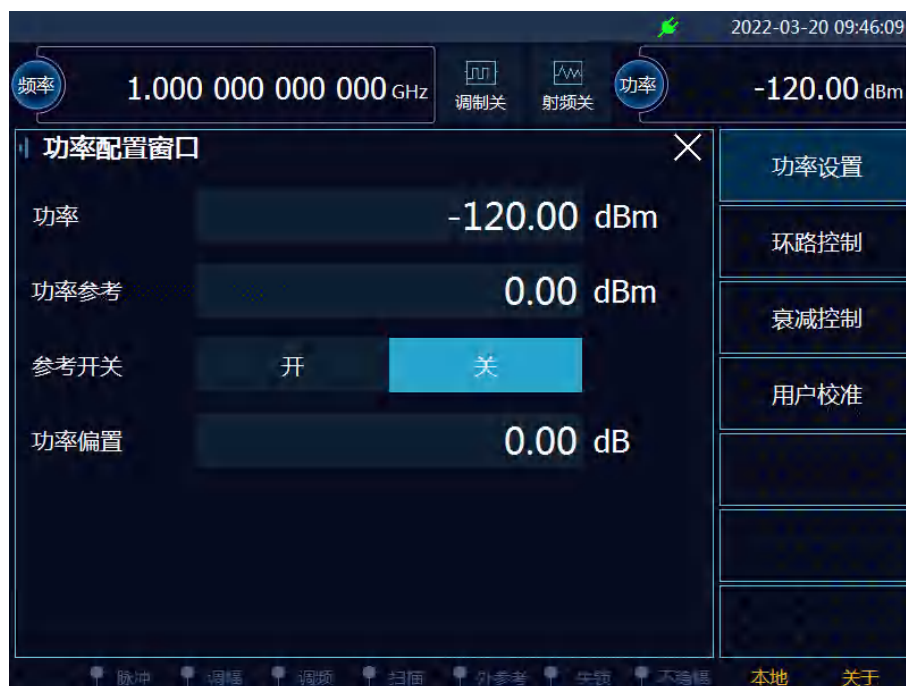 2022-03-20 09:46:09
频率 1.000 000 000 000 GHz 调制关 射频关 功率 -120.00 dBm
功率配置窗口
功率设置
功率 -120.00 dBm
环路控制
功率参考 0.00 dBm
衰减控制
参考开关 开 关
用户校准
功率偏置 0.00 dB
脉冲 调幅 调频 扫描 外参考 失锁 不稳幅 本地 关于